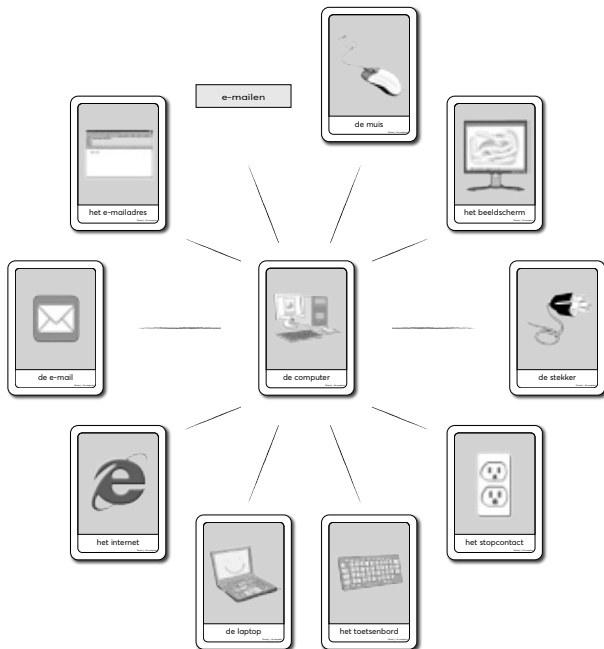 e-mailen
de muis
het e-mailadres
het beeldscherm
de e-mail
de computer
de stekker
het internet
het stopcontact
de laptop
het toetsenbord